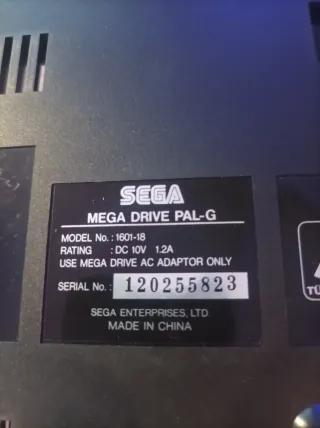 SEGA
MEGA DRIVE PAL-G
MODEL No. : 1601-18
RATING : DC 10V 1.2A
USE MEGA DRIVE AC ADAPTOR ONLY
SERIAL No. : 120255823
SEGA ENTERPRISES, LTD.
MADE IN CHINA